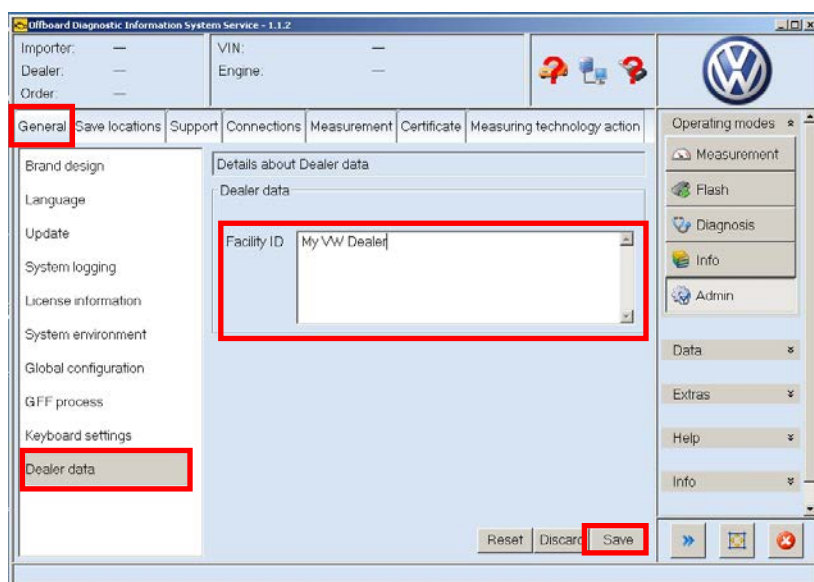 Offboard Diagnostic Information System Service - 1.1.2
Importer: —
Dealer: —
Order: —
VIN: —
Engine: —
General Save locations Support Connections Measurement Certificate Measuring technology action
Brand design
Language
Update
System logging
License information
System environment
Global configuration
GFF process
Keyboard settings
Dealer data
Details about Dealer data
Dealer data
Facility ID My VW Dealer
Reset Discard Save
Operating modes
Measurement
Flash
Diagnosis
Info
Admin
Data
Extras
Help
Info